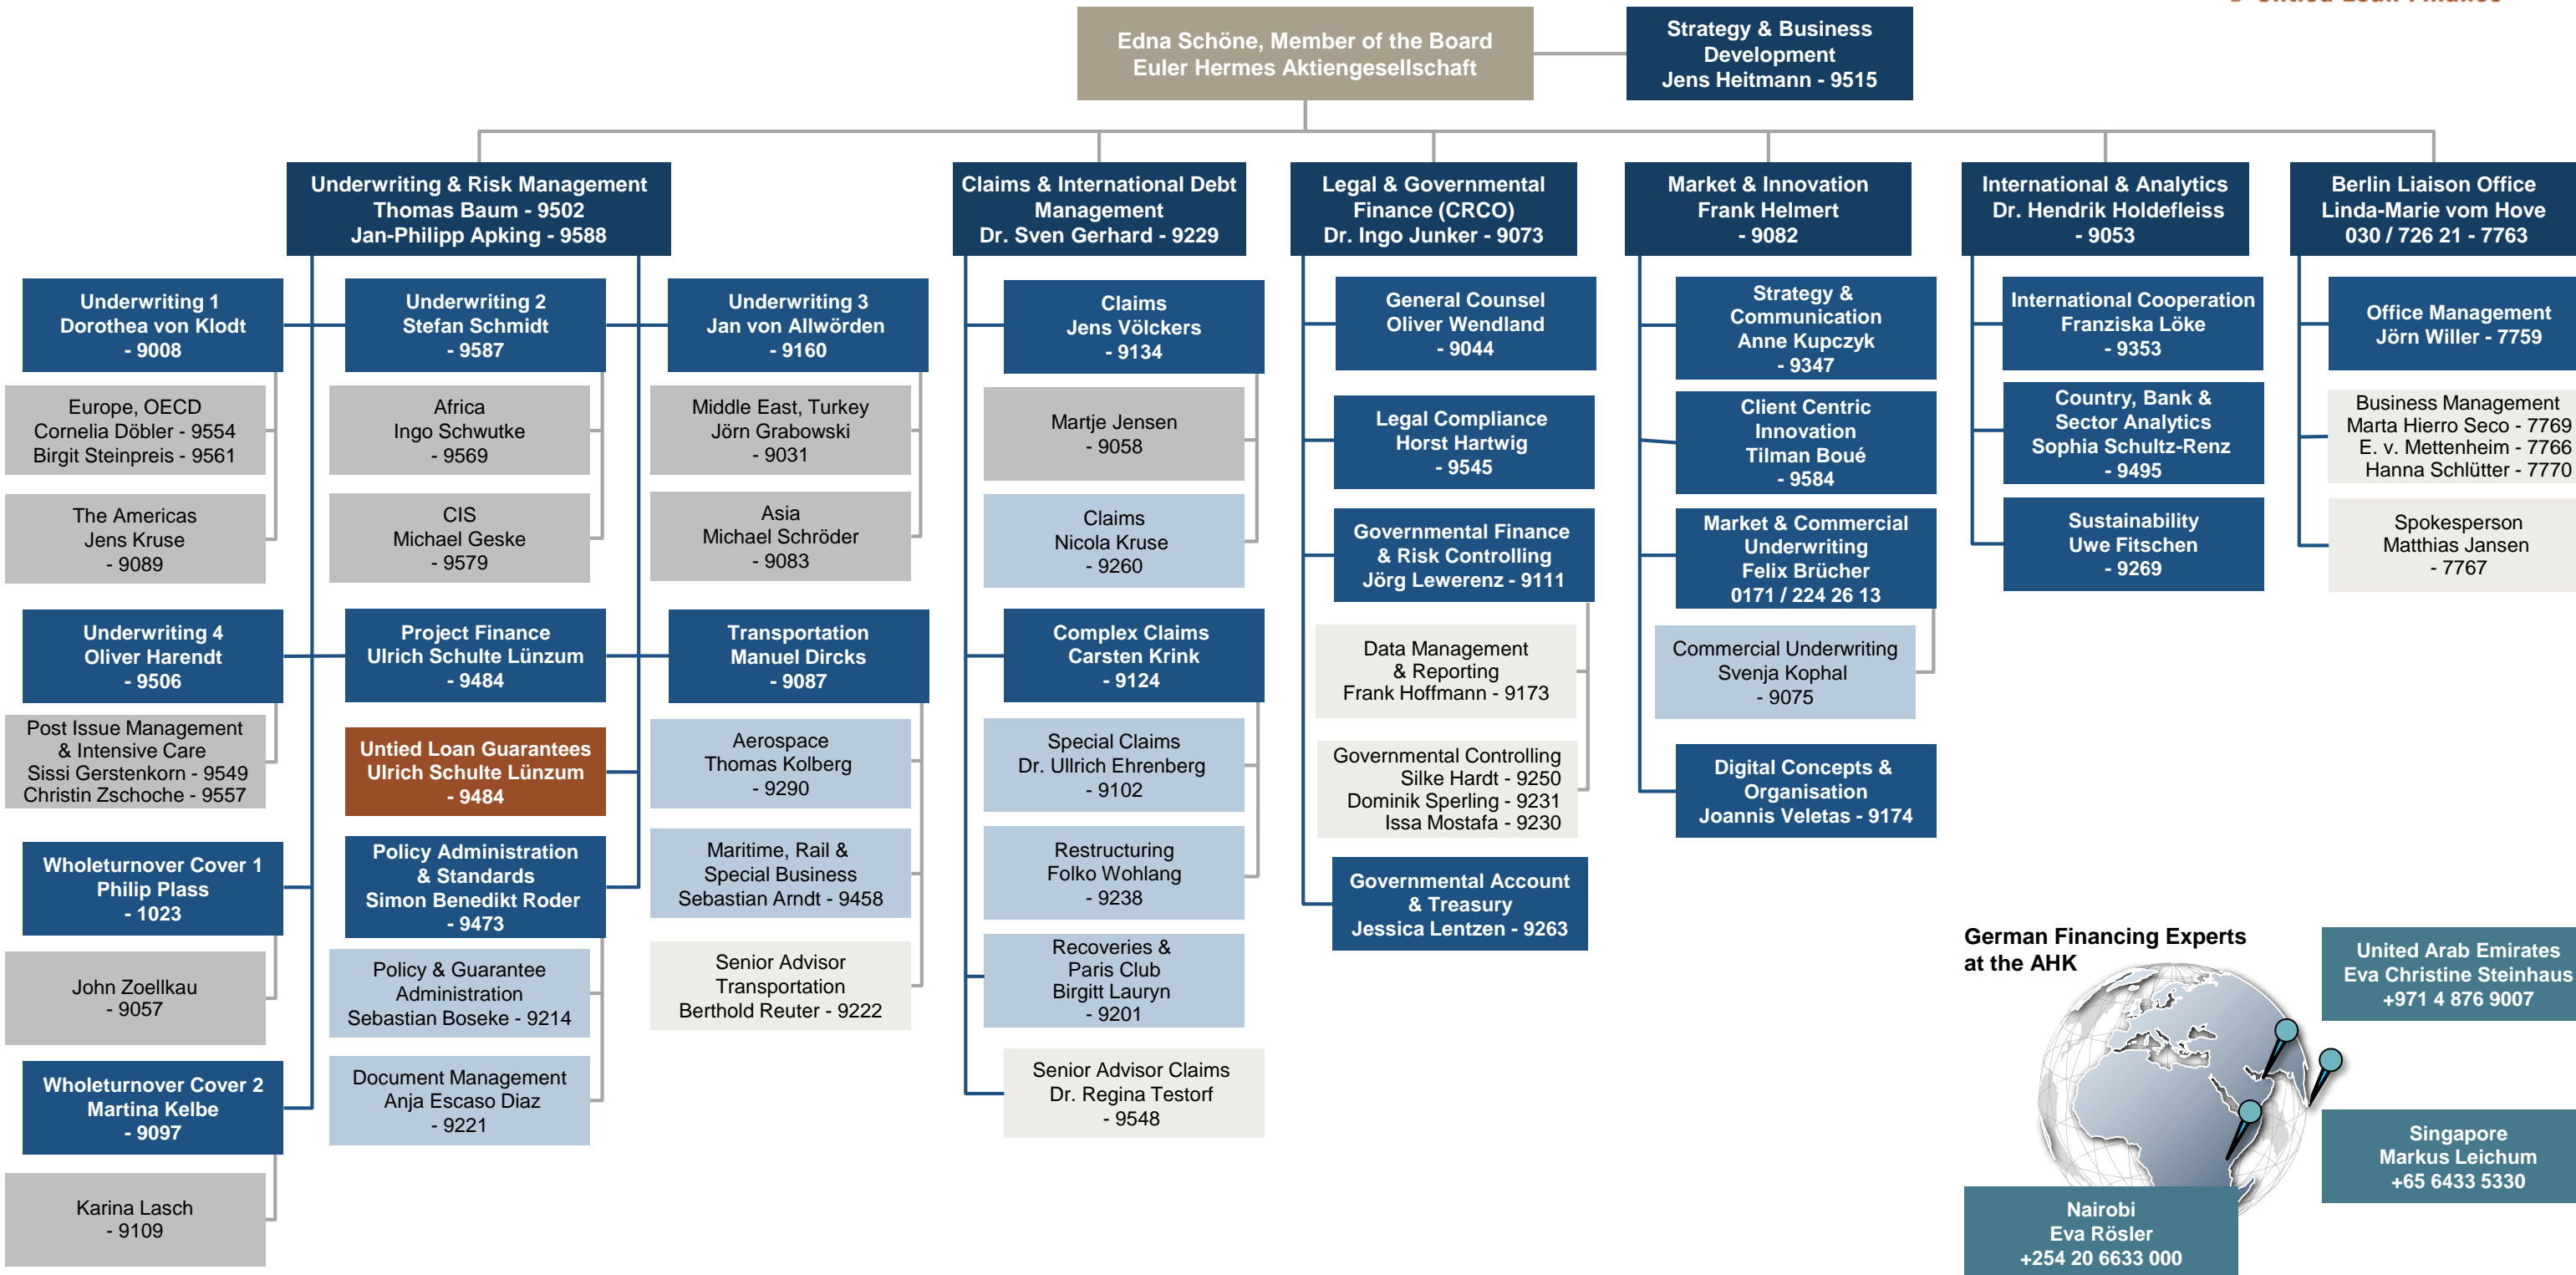 Untied Loan Finance
Edna Schöne, Member of the Board
Euler Hermes Aktiengesellschaft
Strategy & Business
Development
Jens Heitmann - 9515
Underwriting & Risk Management
Thomas Baum - 9502
Jan-Philipp Apking - 9588
Underwriting 1
Dorothea von Klodt
- 9008
Europe, OECD
Cornelia Döbler - 9554
Birgit Steinpreis - 9561
The Americas
Jens Kruse
- 9089
Underwriting 2
Stefan Schmidt
- 9587
Africa
Ingo Schwutke
- 9569
CIS
Michael Geske
- 9579
Underwriting 3
Jan von Allwörden
- 9160
Middle East, Turkey
Jörn Grabowski
- 9031
Asia
Michael Schröder
- 9083
Underwriting 4
Oliver Harendt
- 9506
Post Issue Management
& Intensive Care
Sissi Gerstenkorn - 9549
Christin Zschoche - 9557
Wholeturnover Cover 1
Philip Plass
- 1023
John Zoellkau
- 9057
Wholeturnover Cover 2
Martina Kelbe
- 9097
Karina Lasch
- 9109
Project Finance
Ulrich Schulte Lünzum
- 9484
Untied Loan Guarantees
Ulrich Schulte Lünzum
- 9484
Policy Administration
& Standards
Simon Benedikt Roder
- 9473
Policy & Guarantee
Administration
Sebastian Boseke - 9214
Document Management
Anja Escaso Diaz
- 9221
Transportation
Manuel Dircks
- 9087
Aerospace
Thomas Kolberg
- 9290
Maritime, Rail &
Special Business
Sebastian Arndt - 9458
Senior Advisor
Transportation
Berthold Reuter - 9222
Claims & International Debt
Management
Dr. Sven Gerhard - 9229
Claims
Jens Völckers
- 9134
Martje Jensen
- 9058
Claims
Nicola Kruse
- 9260
Complex Claims
Carsten Krink
- 9124
Special Claims
Dr. Ullrich Ehrenberg
- 9102
Restructuring
Folko Wohlang
- 9238
Recoveries &
Paris Club
Birgitt Lauryn
- 9201
Senior Advisor Claims
Dr. Regina Testorf
- 9548
Legal & Governmental
Finance (CRCO)
Dr. Ingo Junker - 9073
General Counsel
Oliver Wendland
- 9044
Legal Compliance
Horst Hartwig
- 9545
Governmental Finance
& Risk Controlling
Jörg Lewerenz - 9111
Data Management
& Reporting
Frank Hoffmann - 9173
Governmental Controlling
Silke Hardt - 9250
Dominik Sperling - 9231
Issa Mostafa - 9230
Governmental Account
& Treasury
Jessica Lentzen - 9263
Market & Innovation
Frank Helmert
- 9082
Strategy &
Communication
Anne Kupczyk
- 9347
Client Centric
Innovation
Tilman Boué
- 9584
Market & Commercial
Underwriting
Felix Brücher
0171 / 224 26 13
Commercial Underwriting
Svenja Kophal
- 9075
Digital Concepts &
Organisation
Joannis Veletas - 9174
International & Analytics
Dr. Hendrik Holdefleiss
- 9053
International Cooperation
Franziska Löke
- 9353
Country, Bank &
Sector Analytics
Sophia Schultz-Renz
- 9495
Sustainability
Uwe Fitschen
- 9269
Berlin Liaison Office
Linda-Marie vom Hove
030 / 726 21 - 7763
Office Management
Jörn Willer - 7759
Business Management
Marta Hierro Seco - 7769
E. v. Mettenheim - 7766
Hanna Schlütter - 7770
Spokesperson
Matthias Jansen
- 7767
German Financing Experts
at the AHK
United Arab Emirates
Eva Christine Steinhaus
+971 4 876 9007
Singapore
Markus Leichum
+65 6433 5330
Nairobi
Eva Rösler
+254 20 6633 000